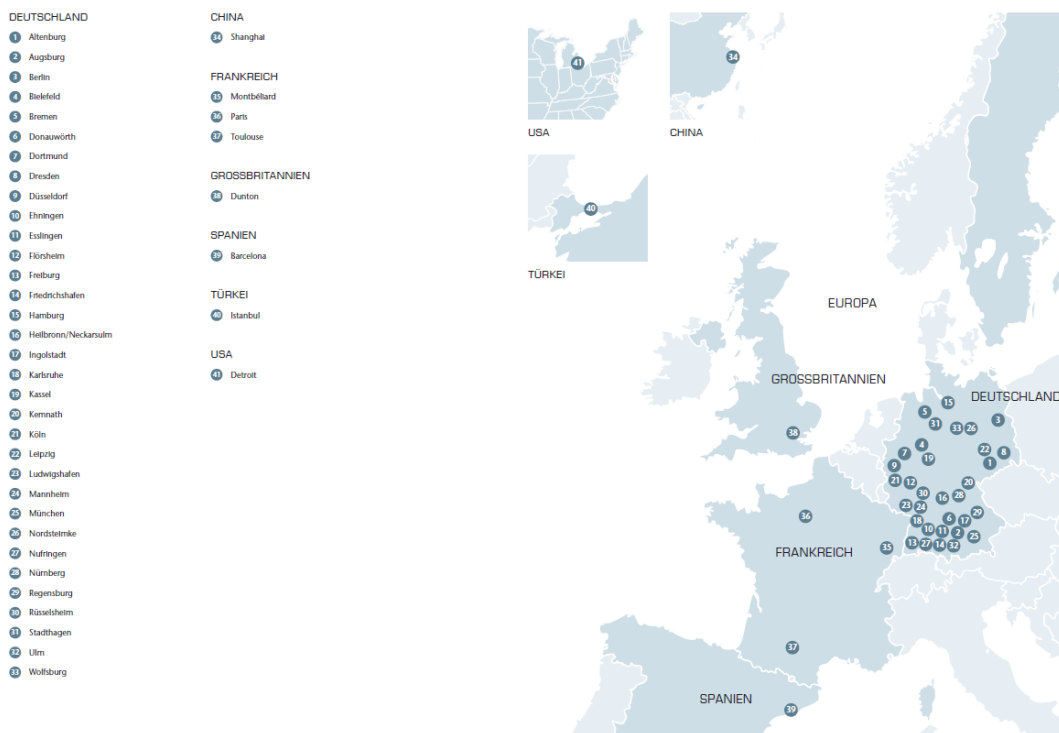 DEUTSCHLAND
1 Altenburg
2 Augsburg
3 Berlin
4 Bielefeld
5 Bremen
6 Donauwörth
7 Dortmund
8 Dresden
9 Düsseldorf
10 Ehningen
11 Esslingen
12 Flörsheim
13 Freiburg
14 Friedrichshafen
15 Hamburg
16 Heilbronn/Neckarsulm
17 Ingolstadt
18 Karlsruhe
19 Kassel
20 Kemnath
21 Köln
22 Leipzig
23 Ludwigshafen
24 Mannheim
25 München
26 Nordsteimke
27 Nufringen
28 Nürnberg
29 Regensburg
30 Rüsselsheim
31 Stadthagen
32 Ulm
33 Wolfsburg
CHINA
34 Shanghai
FRANKREICH
35 Montbéliard
36 Paris
37 Toulouse
GROSSBRITANNIEN
38 Dunton
SPANIEN
39 Barcelona
TÜRKEI
40 Istanbul
USA
41 Detroit
41
USA
34
CHINA
40
TÜRKEI
EUROPA
GROSSBRITANNIEN
DEUTSCHLAND
15
5
31
33 26
3
38
4
7
19
22
8
9
1
21
12
20
30
16
28
23
24
29
36
18
6
17
10
11
2
25
13
27
14
32
35
FRANKREICH
37
SPANIEN
39